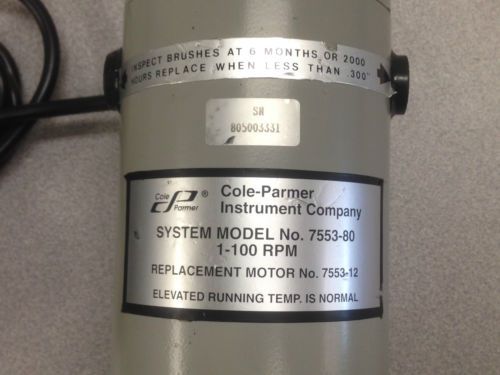 INSPECT BRUSHES AT 6 MONTHS OR 2000
HOURS REPLACE WHEN LESS THAN .300"
SN
805003331
Cole
Parmer
®
Cole-Parmer
Instrument Company
SYSTEM MODEL No. 7553-80
1-100 RPM
REPLACEMENT MOTOR No. 7553-12
ELEVATED RUNNING TEMP. IS NORMAL